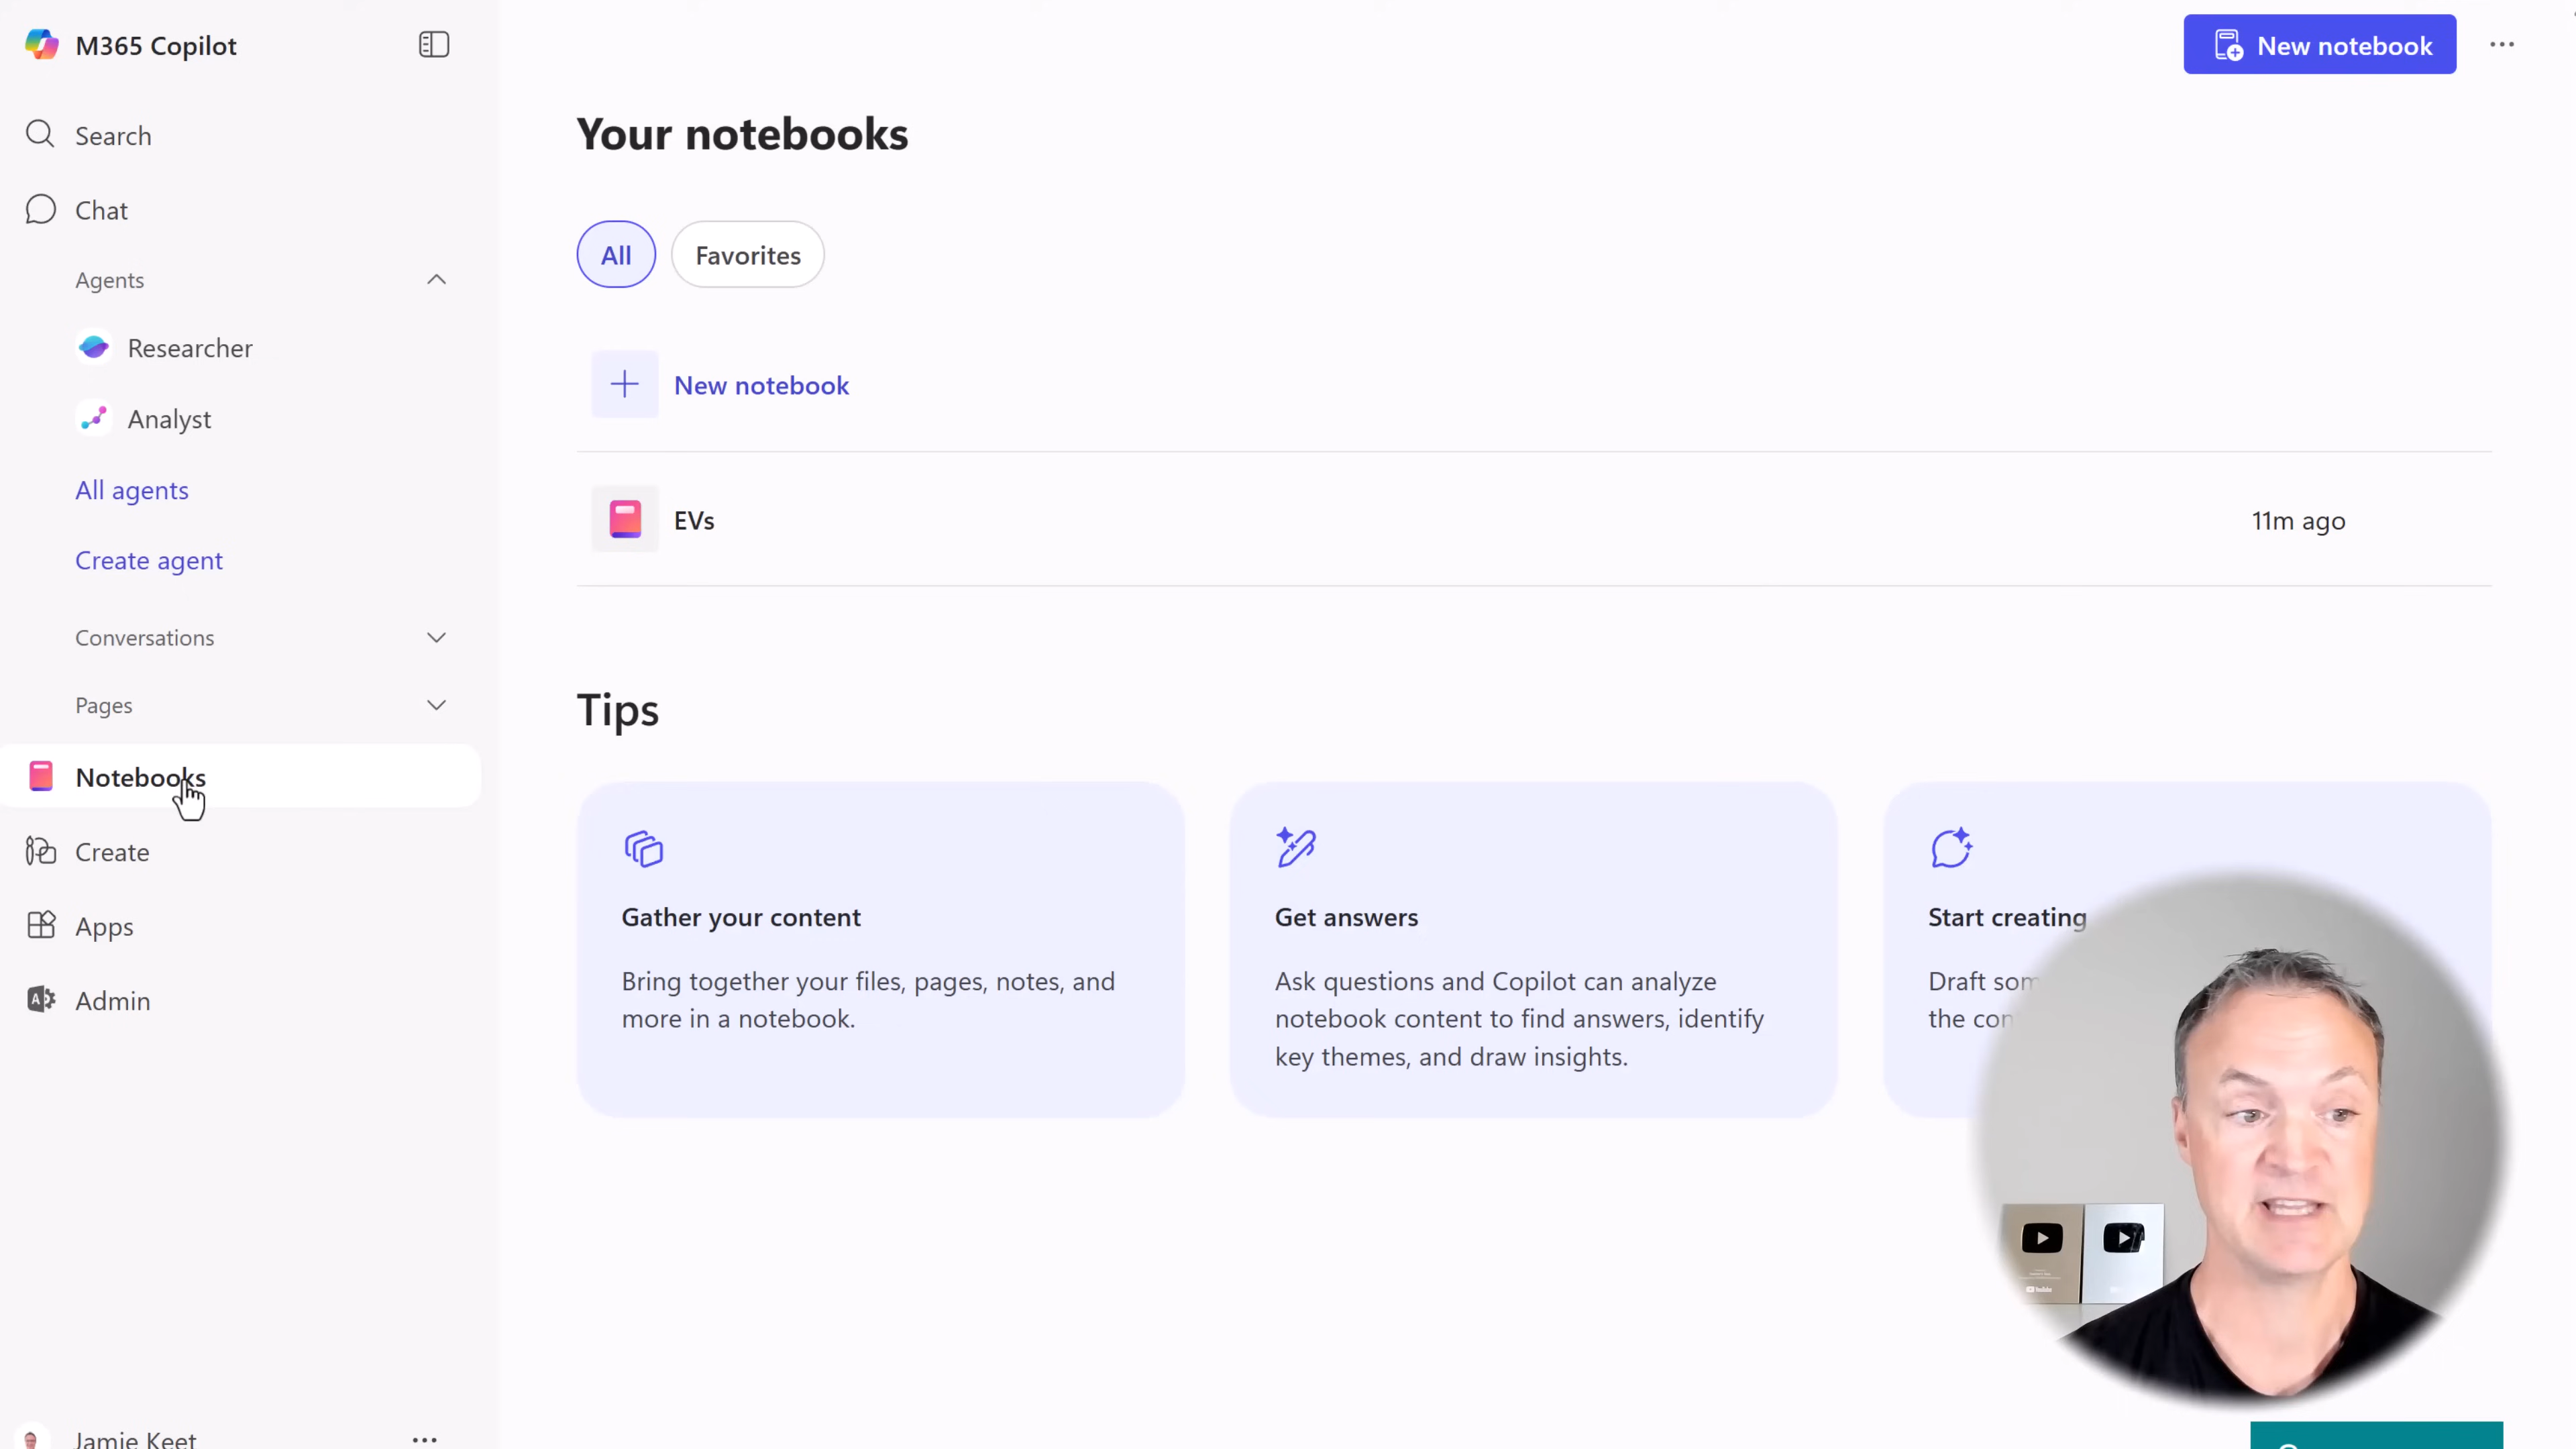 M365 Copilot
Search
Chat
Agents
Researcher
Analyst
All agents
Create agent
Conversations
Pages
Notebooks
Create
Apps
Admin
Jamie Keet
New notebook
Your notebooks
All
Favorites
New notebook
EVs
11m ago
Tips
Gather your content
Bring together your files, pages, notes, and
more in a notebook.
Get answers
Ask questions and Copilot can analyze
notebook content to find answers, identify
key themes, and draw insights.
Start creating
Draft
the
YouTube